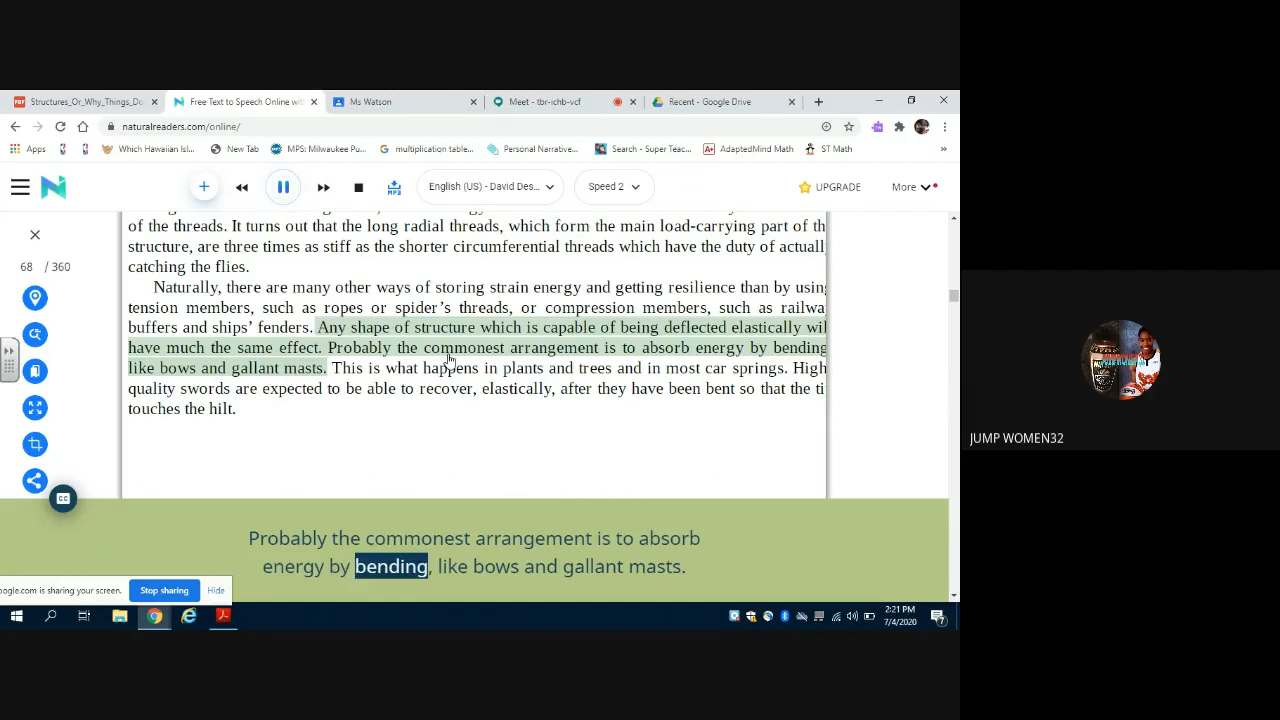 Structures_Or_Why_Things_Do
Free Text to Speech Online wit
Ms Watson
Meet - tbr-ichb-vcf
Recent - Google Drive
naturalreaders.com/online/
Apps
Which Hawaiian Isl...
New Tab
MPS: Milwaukee Pu...
multiplication table...
Personal Narrative...
Search - Super Teac...
AdaptedMind Math
ST Math
MP3
English (US) - David Des...
Speed 2
UPGRADE
More
68 / 360
of the threads. It turns out that the long radial threads, which form the main load-carrying part of th
structure, are three times as stiff as the shorter circumferential threads which have the duty of actuall
catching the flies.
Naturally, there are many other ways of storing strain energy and getting resilience than by usin
tension members, such as ropes or spider's threads, or compression members, such as railwa
buffers and ships' fenders. Any shape of structure which is capable of being deflected elastically wil
have much the same effect. Probably the commonest arrangement is to absorb energy by bending
like bows and gallant masts. This is what happens in plants and trees and in most car springs. High
quality swords are expected to be able to recover, elastically, after they have been bent so that the ti
touches the hilt.
CC
Probably the commonest arrangement is to absorb
energy by bending, like bows and gallant masts.
ogle.com is sharing your screen.
Stop sharing
Hide
2:21 PM
7/4/2020
JUMP WOMEN32